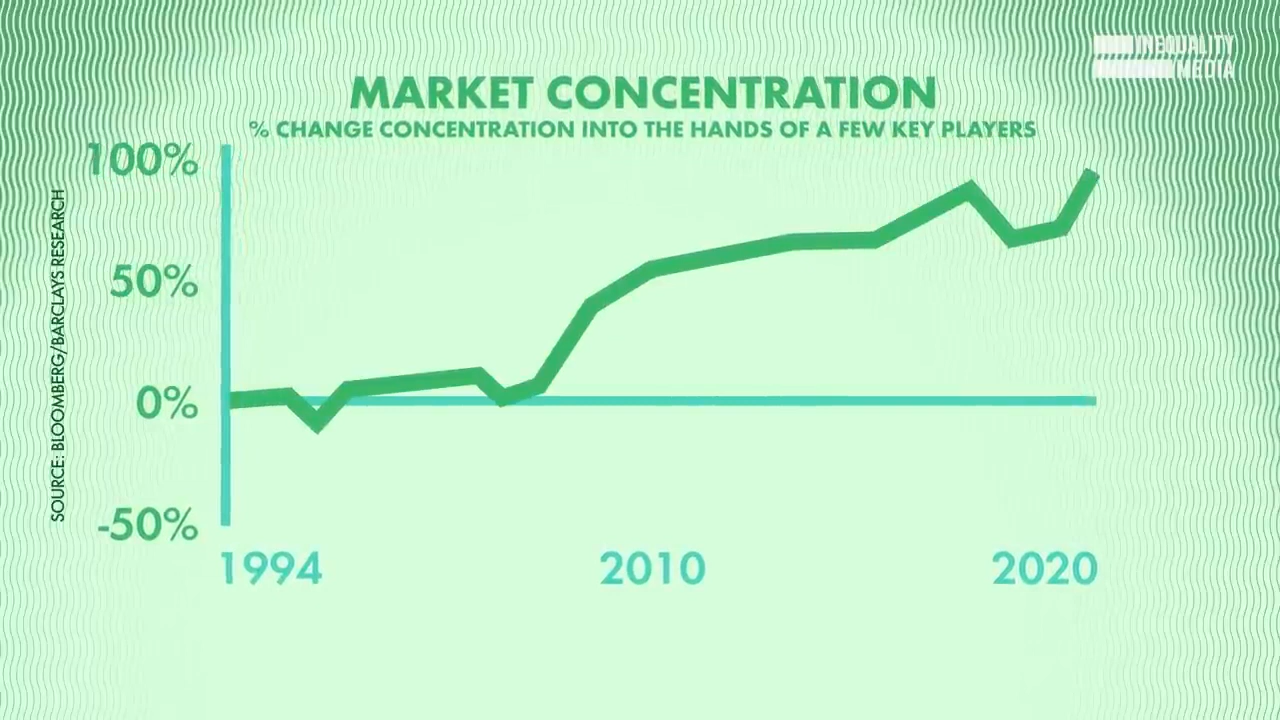 INEQUALITY
MEDIA
MARKET CONCENTRATION
% CHANGE CONCENTRATION INTO THE HANDS OF A FEW KEY PLAYERS
100%
50%
0%
-50%
SOURCE: BLOOMBERG/BARCLAYS RESEARCH
1994
2010
2020